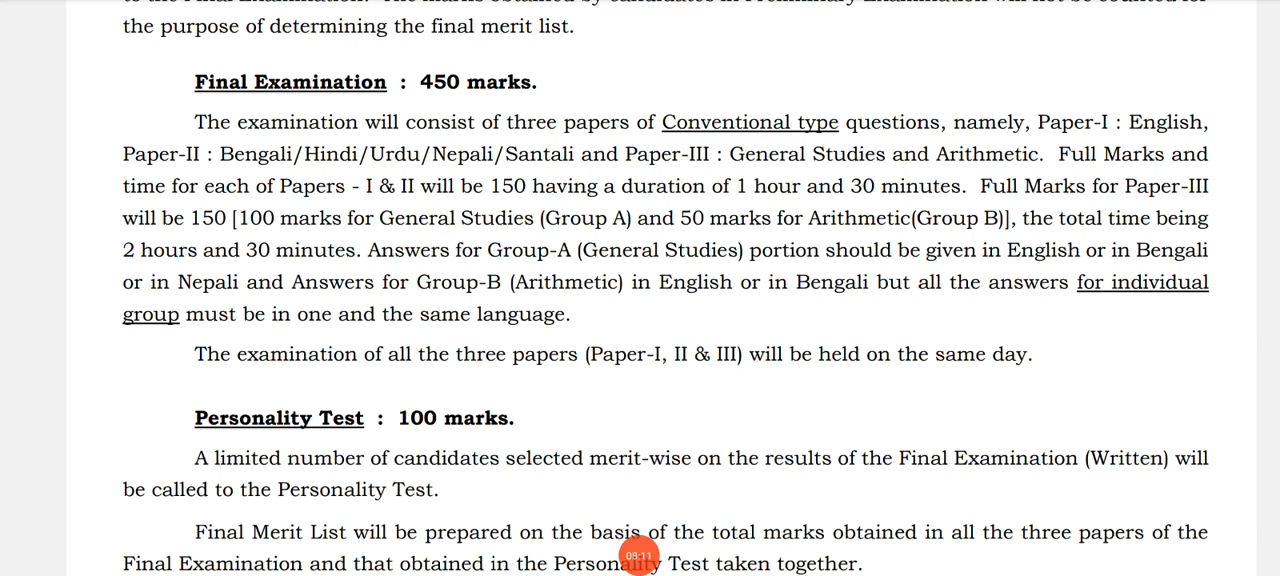 the purpose of determining the final merit list.
Final Examination : 450 marks.
The examination will consist of three papers of Conventional type questions, namely, Paper-I : English,
Paper-II : Bengali/Hindi/Urdu/Nepali/Santali and Paper-III : General Studies and Arithmetic. Full Marks and
time for each of Papers - I & II will be 150 having a duration of 1 hour and 30 minutes. Full Marks for Paper-III
will be 150 [100 marks for General Studies (Group A) and 50 marks for Arithmetic(Group B)], the total time being
2 hours and 30 minutes. Answers for Group-A (General Studies) portion should be given in English or in Bengali
or in Nepali and Answers for Group-B (Arithmetic) in English or in Bengali but all the answers for individual
group must be in one and the same language.
The examination of all the three papers (Paper-I, II & III) will be held on the same day.
Personality Test : 100 marks.
A limited number of candidates selected merit-wise on the results of the Final Examination (Written) will
be called to the Personality Test.
Final Merit List will be prepared on the basis of the total marks obtained in all the three papers of the
Final Examination and that obtained in the Personality Test taken together.
08:11